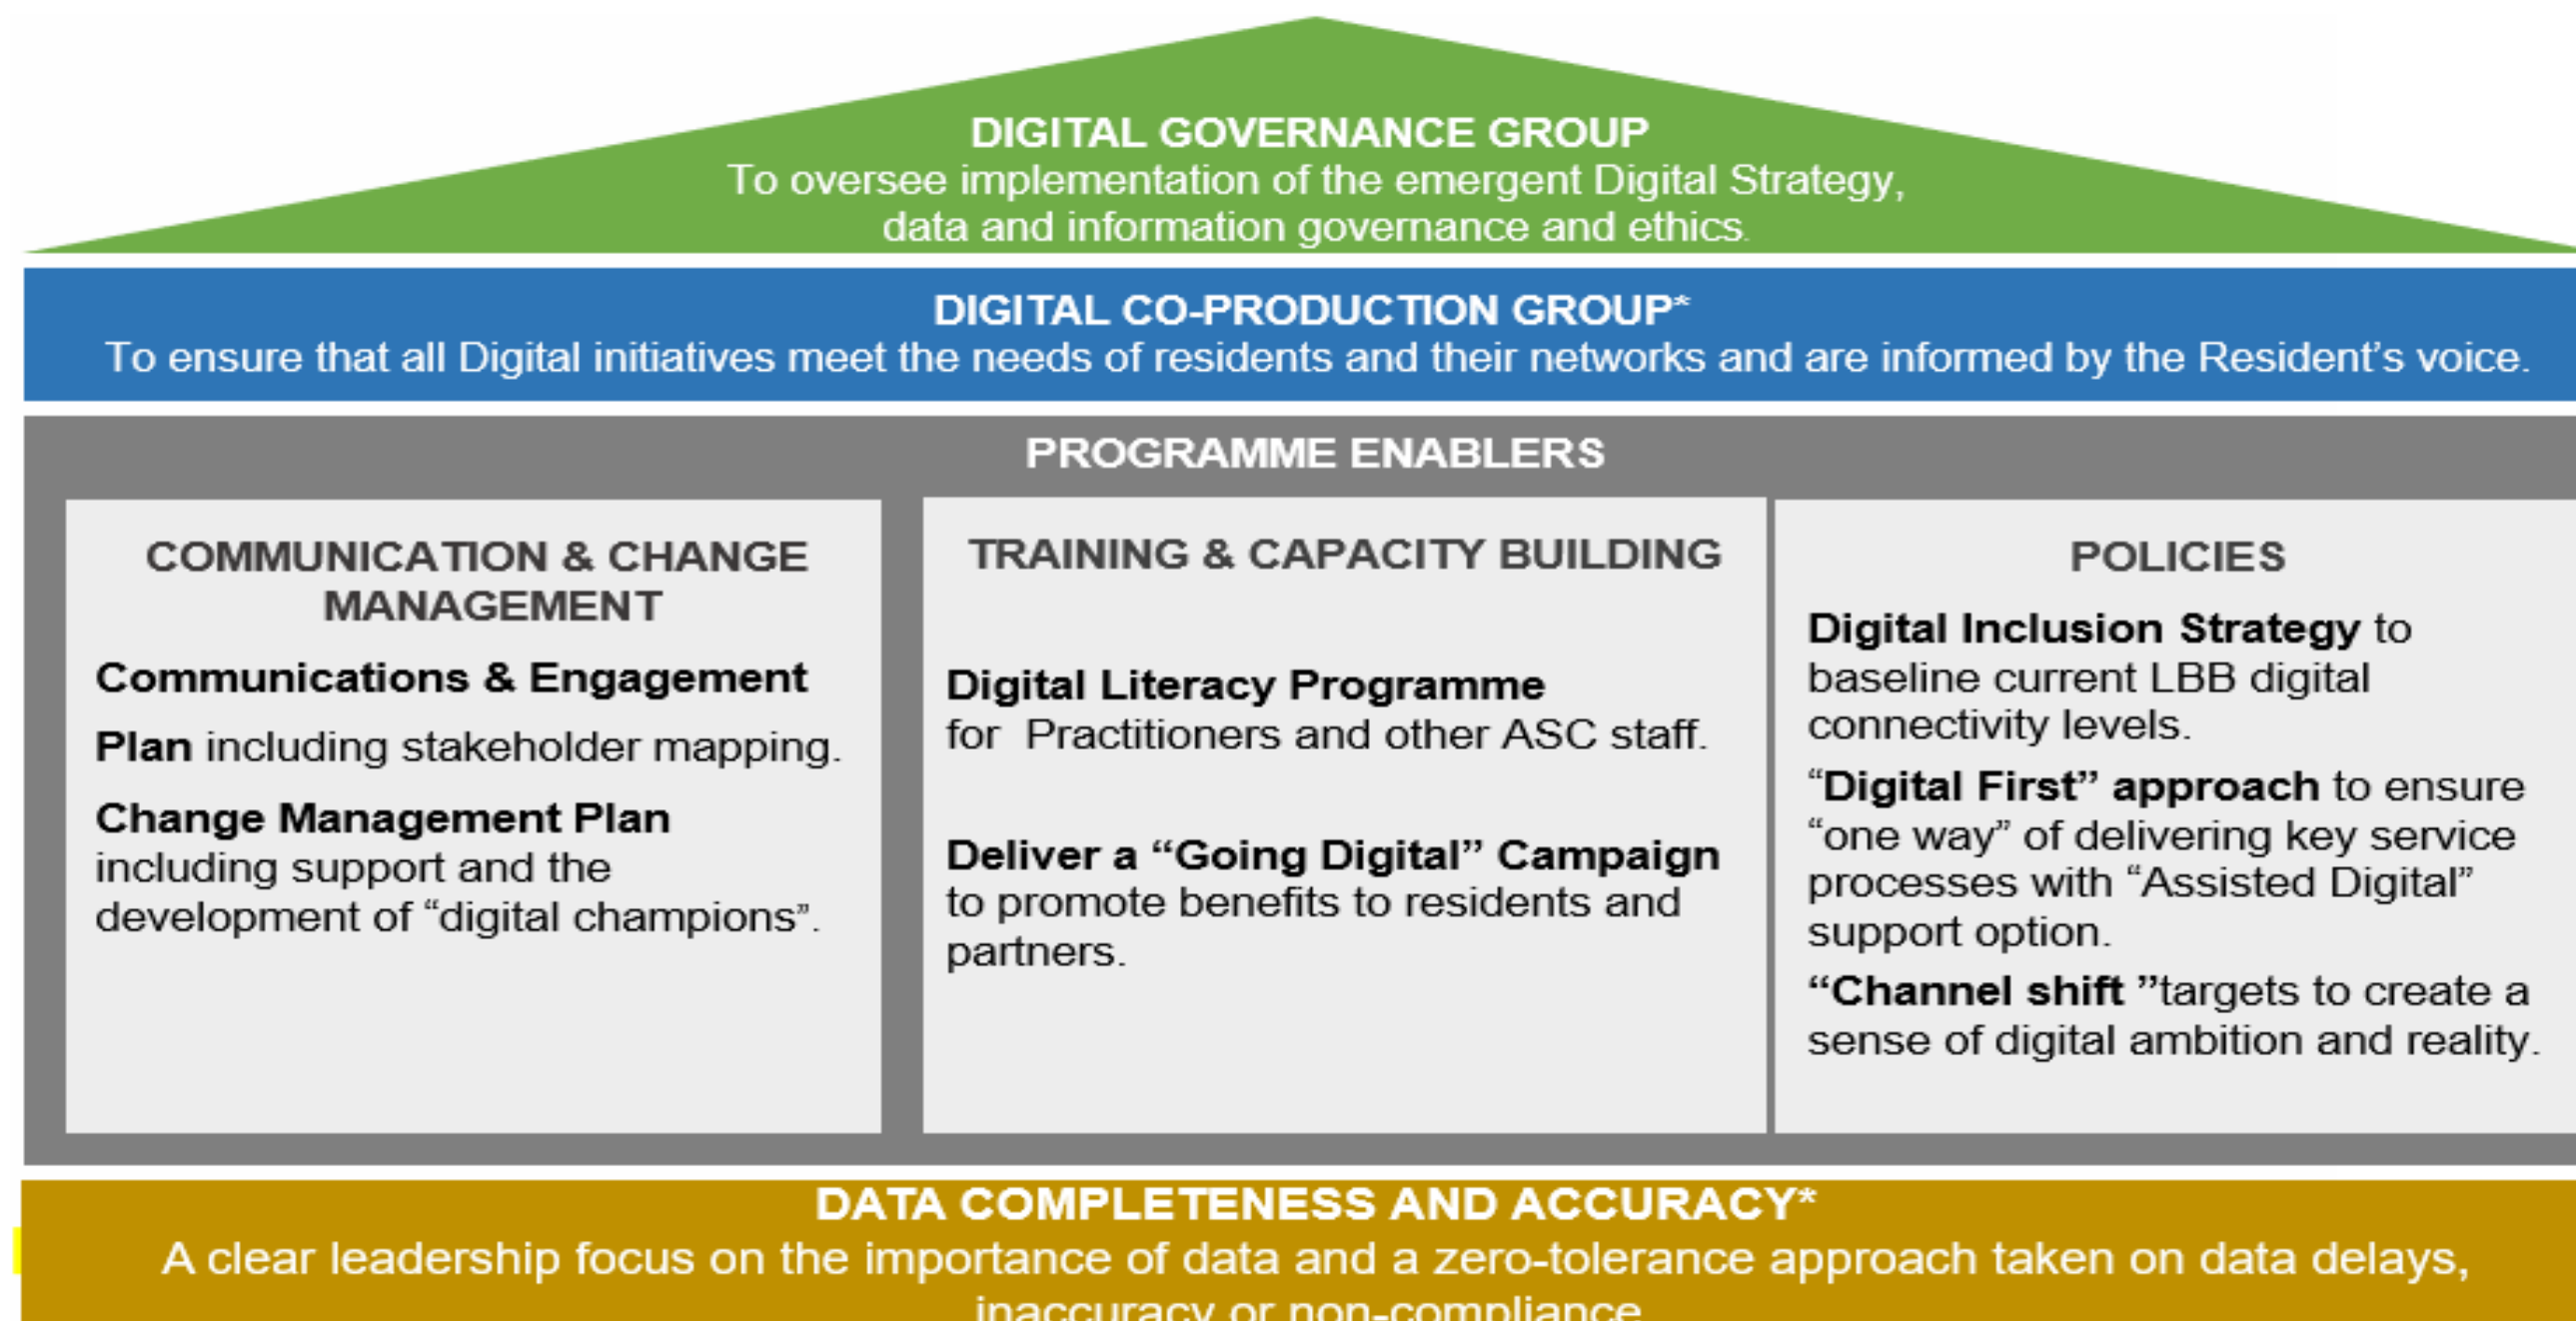 DIGITAL GOVERNANCE GROUP
To oversee implementation of the emergent Digital Strategy,
data and information governance and ethics.
DIGITAL CO-PRODUCTION GROUP*
To ensure that all Digital initiatives meet the needs of residents and their networks and are informed by the Resident’s voice.
PROGRAMME ENABLERS
COMMUNICATION & CHANGE
MANAGEMENT
Communications & Engagement
Plan including stakeholder mapping.
Change Management Plan
including support and the
development of “digital champions”.
TRAINING & CAPACITY BUILDING
Digital Literacy Programme
for  Practitioners and other ASC staff.
Deliver a “Going Digital” Campaign
to promote benefits to residents and
partners.
POLICIES
Digital Inclusion Strategy to
baseline current LBB digital
connectivity levels.
“Digital First” approach to ensure
“one way” of delivering key service
processes with “Assisted Digital”
support option.
“Channel shift ”targets to create a
sense of digital ambition and reality.
DATA COMPLETENESS AND ACCURACY*
A clear leadership focus on the importance of data and a zero-tolerance approach taken on data delays,
inaccuracy or non-compliance